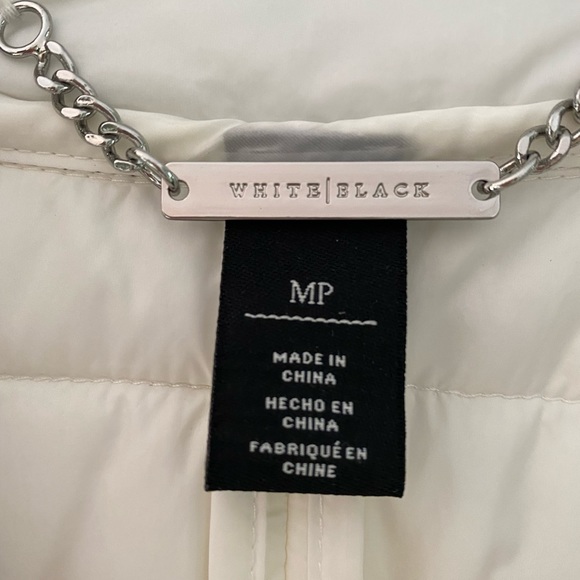 WHITE|BLACK
MP
MADE IN
CHINA
HECHO EN
CHINA
FABRIQUÉ EN
CHINE